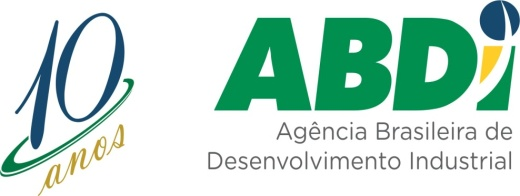 10
anos
ABDi
Agência Brasileira de
Desenvolvimento Industrial